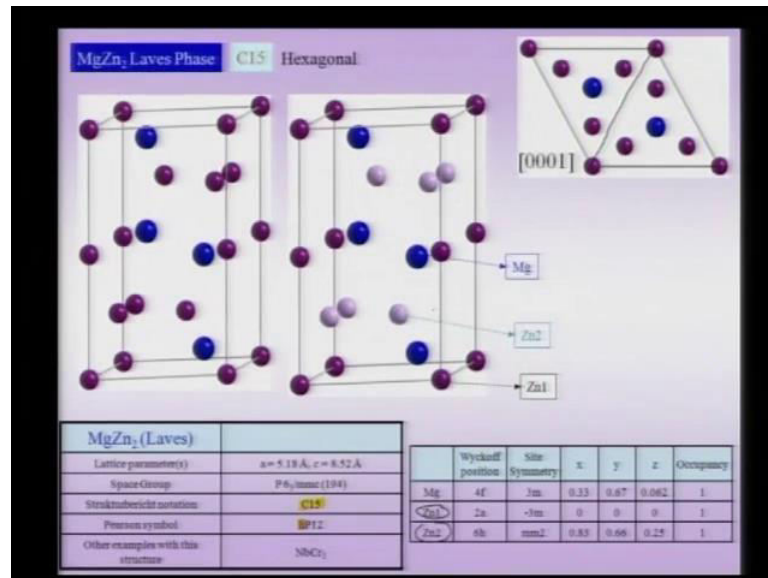 MgZn2 Laves Phase C15 Hexagonal
[0001]
Mg
Zn2
Zn1
MgZn2 (Laves)
Lattice parameter(s) a = 5.18 Å, c = 8.52 Å
Space Group P 63/mmc (194)
Strukturbericht notation C15
Pearson symbol hP12
Other examples with this
structure NbCr2
Wyckoff position Site Symmetry x y z Occupancy
Mg 4f 3m 0.33 0.67 0.062 1
Zn1 2a -3m 0 0 0 1
Zn2 6h mm2 0.83 0.66 0.25 1